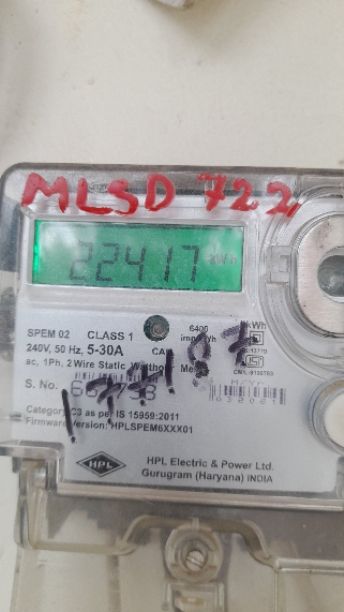 MLSD 722
22417 kWh
SPEM 02 CLASS 1 6400
240V, 50 Hz, 5-30A
ac, 1Ph, 2 Wire Static
S. No.
Category C3 as per IS 15959:2011
Firmware Version: HPLSPEM6XXX01
HPL
HPL Electric & Power Ltd.
Gurugram (Haryana) INDIA